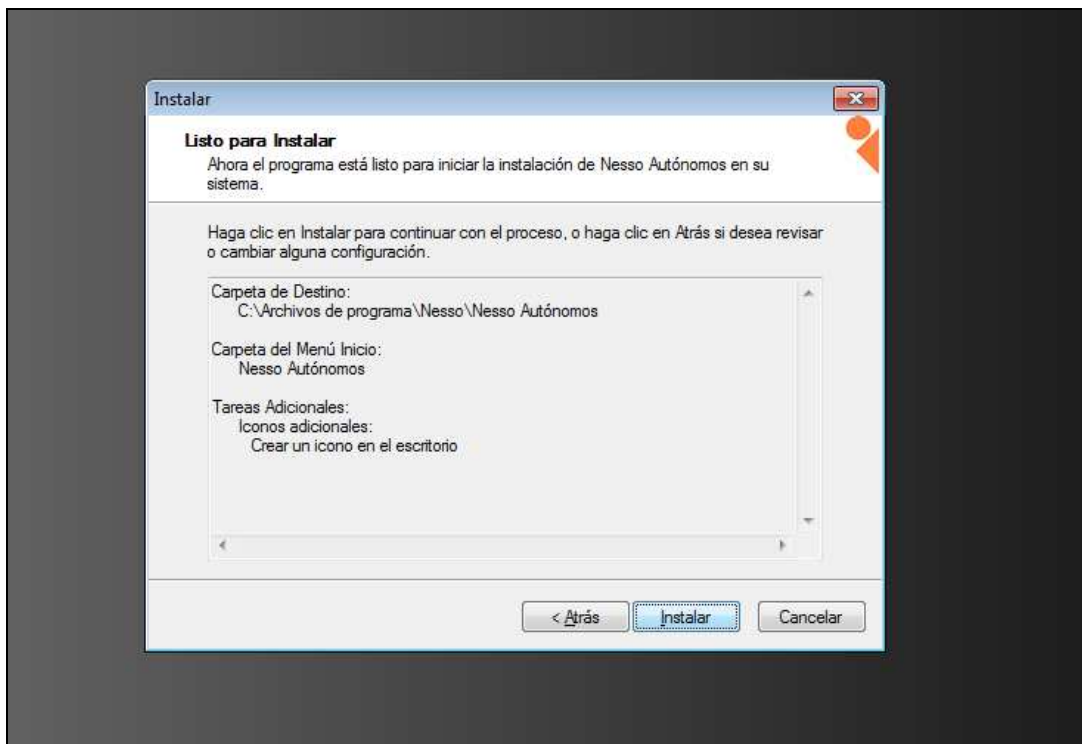 Instalar
Listo para Instalar
Ahora el programa está listo para iniciar la instalación de Nesso Autónomos en su
sistema.
Haga clic en Instalar para continuar con el proceso, o haga clic en Atrás si desea revisar
o cambiar alguna configuración.
Carpeta de Destino:
C:\Archivos de programa\Nesso\Nesso Autónomos
Carpeta del Menú Inicio:
Nesso Autónomos
Tareas Adicionales:
Iconos adicionales:
Crear un icono en el escritorio
< Atrás
Instalar
Cancelar